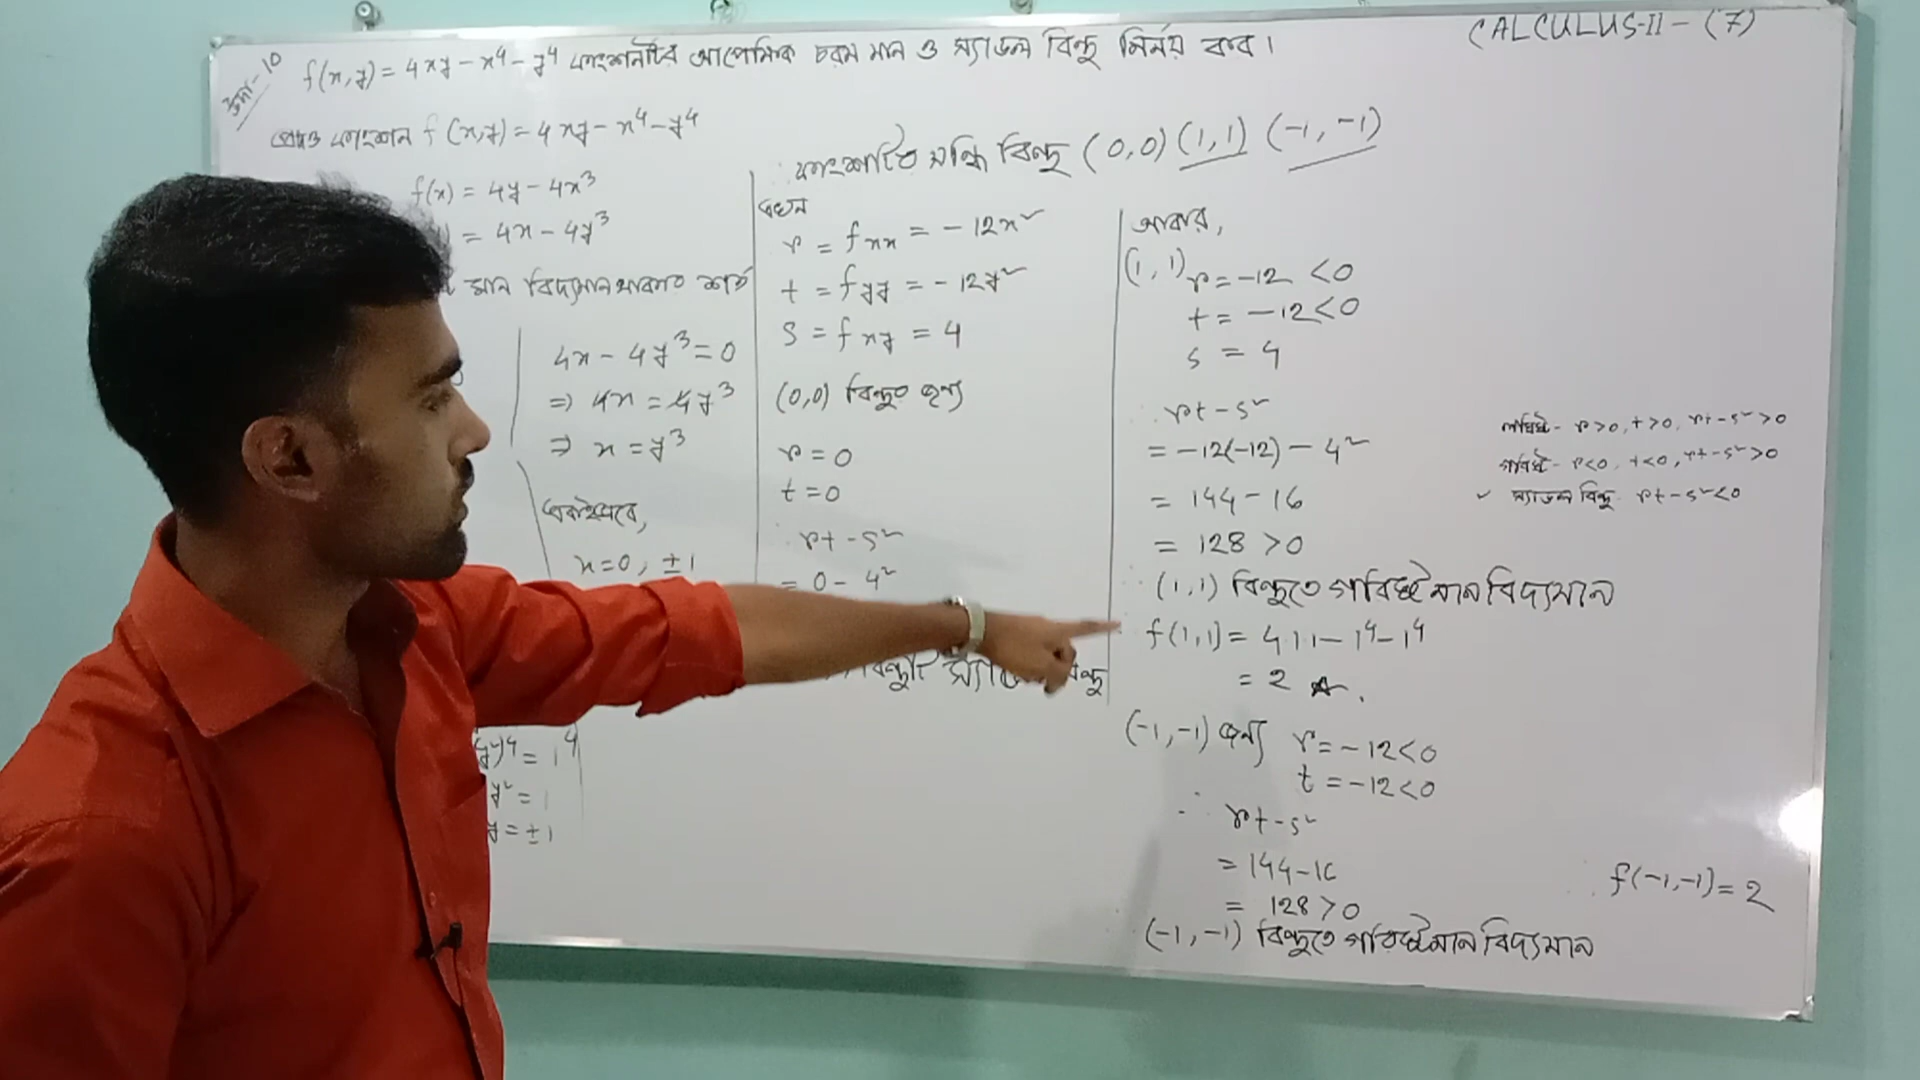 CALCULUS-II - (7)
উদা-10
f(x,y) = 4xy - x⁴ - y⁴ ফাংশনটির আপেক্ষিক চরম মান ও স্যাডল বিন্দু নির্ণয় কর।
প্রদত্ত ফাংশন f(x,y) = 4xy - x⁴ - y⁴
f(x) = 4y - 4x³
= 4x - 4y³
মান বিদ্যমান থাকার শর্ত
4x - 4y³ = 0
⇒ 4x = 4y³
⇒ x = y³
একইভাবে,
x = 0, ±1
= 1⁴
y² = 1
y = ±1
∴ ফাংশনটির সন্ধি বিন্দু (0,0) (1,1) (-1,-1)
এখন
r = fxx = -12x²
t = fyy = -12y²
s = fxy = 4
(0,0) বিন্দুর জন্য
r = 0
t = 0
∴ rt - s²
= 0 - 4²
বিন্দুটি
আবার,
(1,1) r = -12 < 0
t = -12 < 0
s = 4
∴ rt - s²
= -12(-12) - 4²
= 144 - 16
= 128 > 0
∴ (1,1) বিন্দুতে গরিষ্ঠ মান বিদ্যমান
∴ f(1,1) = 4.1.1 - 1⁴ - 1⁴
= 2
(-1,-1) জন্য r = -12 < 0
t = -12 < 0
∴ rt - s²
= 144 - 16
= 128 > 0
(-1,-1) বিন্দুতে গরিষ্ঠ মান বিদ্যমান
লঘিষ্ঠ - r>0, t>0, rt - s² > 0
গরিষ্ঠ - r<0, t<0, rt - s² > 0
✓ স্যাডল বিন্দু rt - s² < 0
∴ f(-1,-1) = 2